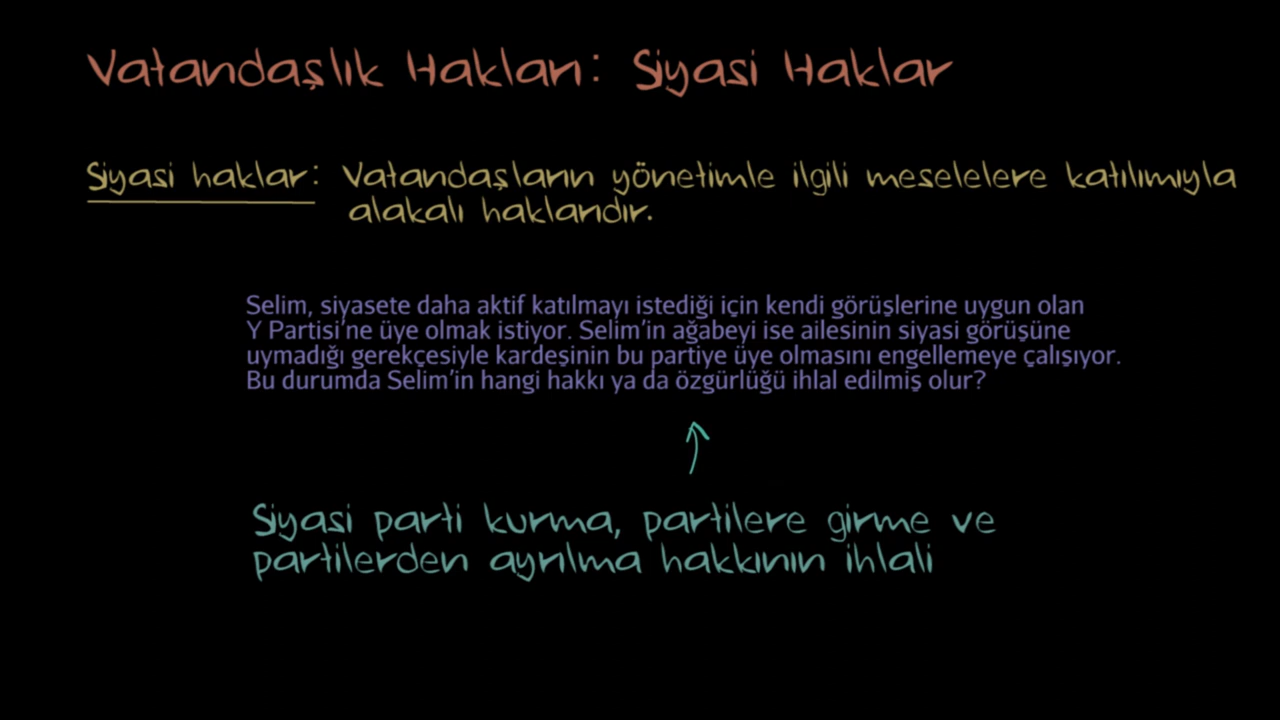 Vatandaşlık Hakları: Siyasi Haklar
Siyasi haklar: Vatandaşların yönetimle ilgili meselelere katılımıyla
alakalı haklarıdır.
Selim, siyasete daha aktif katılmayı istediği için kendi görüşlerine uygun olan
Y Partisi'ne üye olmak istiyor. Selim'in ağabeyi ise ailesinin siyasi görüşüne
uymadığı gerekçesiyle kardeşinin bu partiye üye olmasını engellemeye çalışıyor.
Bu durumda Selim'in hangi hakkı ya da özgürlüğü ihlal edilmiş olur?
Siyasi parti kurma, partilere girme ve
partilerden ayrılma hakkının ihlali